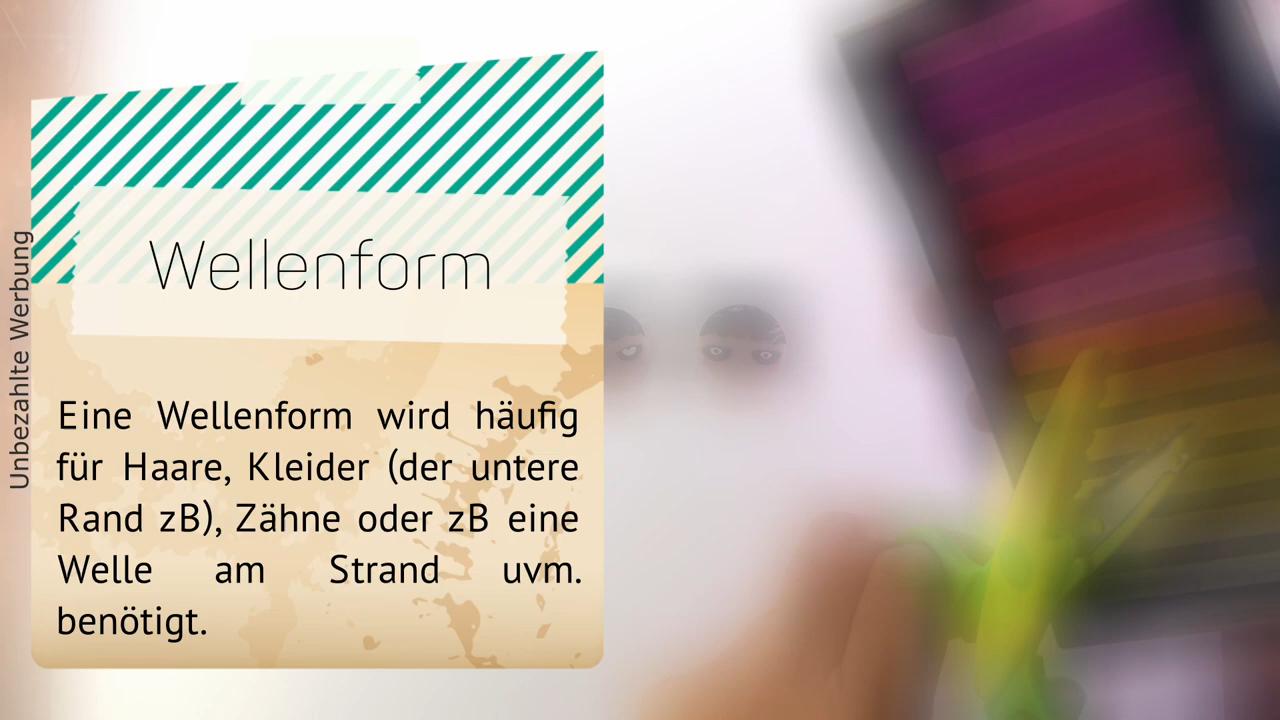 Unbezahlte Werbung
Wellenform
Eine Wellenform wird häufig
für Haare, Kleider (der untere
Rand zB), Zähne oder zB eine
Welle am Strand uvm.
benötigt.